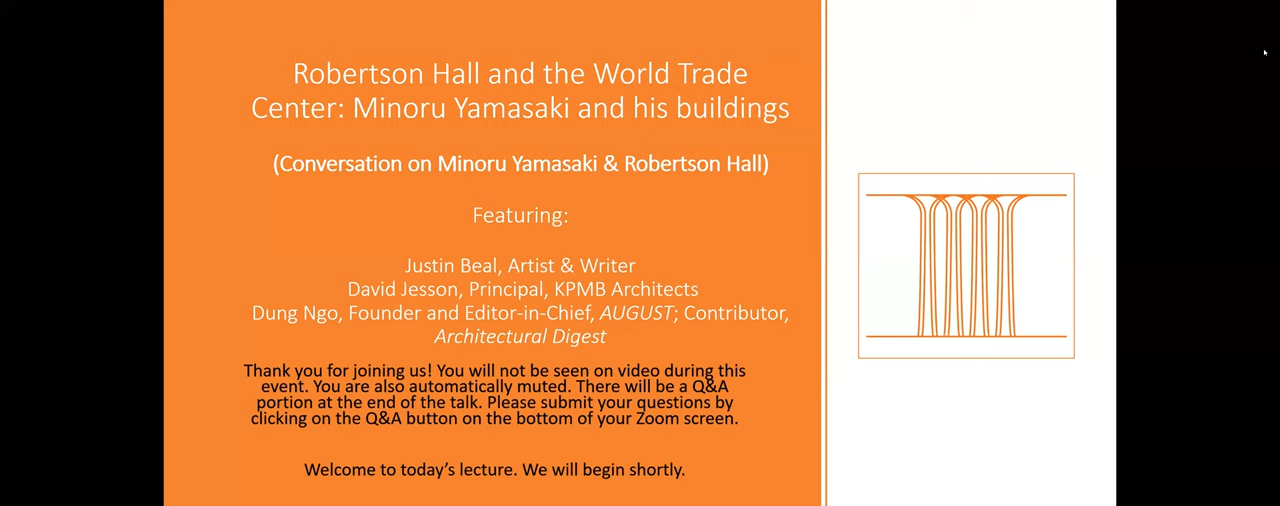 Robertson Hall and the World Trade
Center: Minoru Yamasaki and his buildings
(Conversation on Minoru Yamasaki & Robertson Hall)
Featuring:
Justin Beal, Artist & Writer
David Jesson, Principal, KPMB Architects
Dung Ngo, Founder and Editor-in-Chief, AUGUST; Contributor,
Architectural Digest
Thank you for joining us! You will not be seen on video during this
event. You are also automatically muted. There will be a Q&A
portion at the end of the talk. Please submit your questions by
clicking on the Q&A button on the bottom of your Zoom screen.
Welcome to today’s lecture. We will begin shortly.